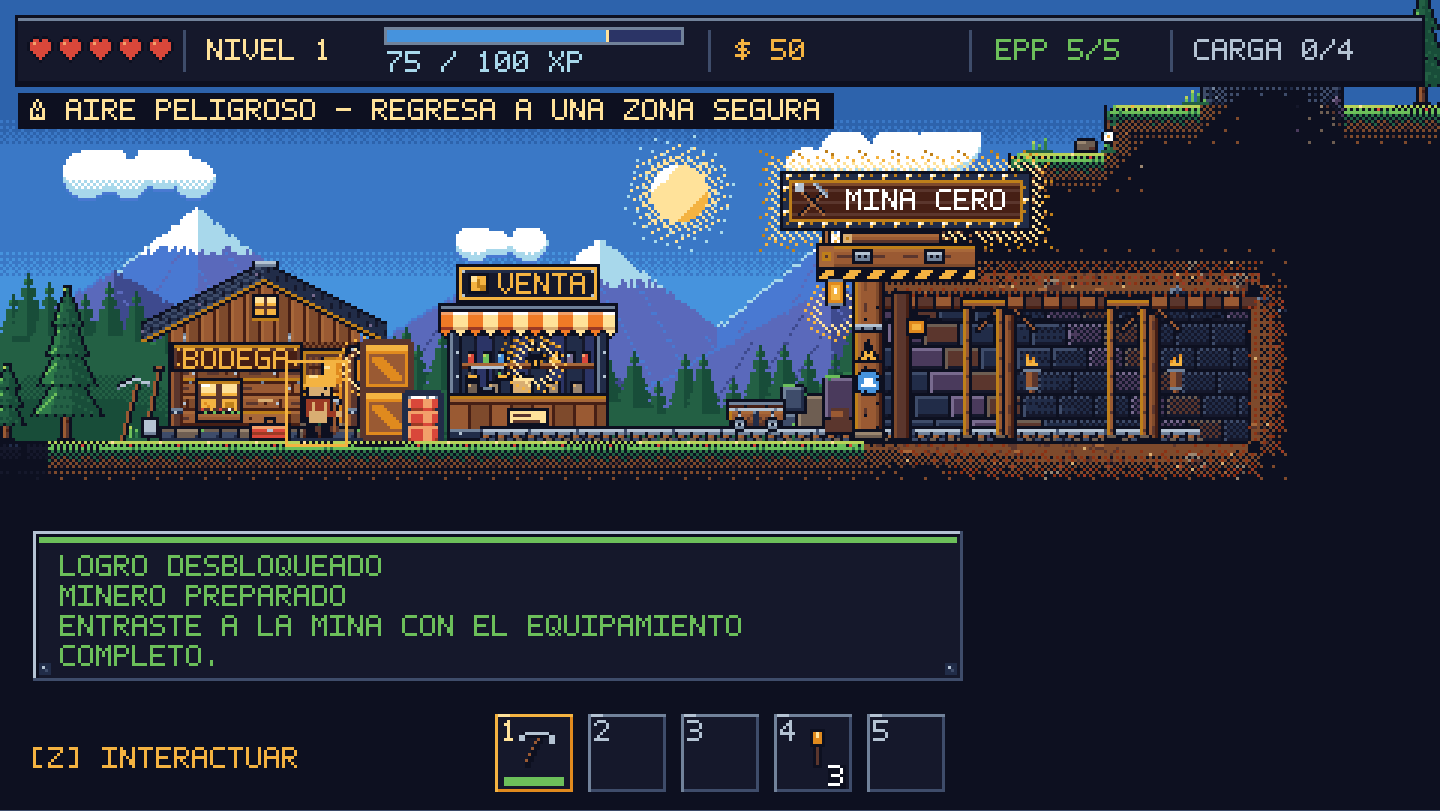 NIVEL 1
75 / 100 XP
$ 50
EPP 5/5
CARGA 0/4
AIRE PELIGROSO - REGRESA A UNA ZONA SEGURA
MINA CERO
VENTA
BODEGA
LOGRO DESBLOQUEADO
MINERO PREPARADO
ENTRASTE A LA MINA CON EL EQUIPAMIENTO
COMPLETO.
[Z] INTERACTUAR
1
2
3
4
3
5